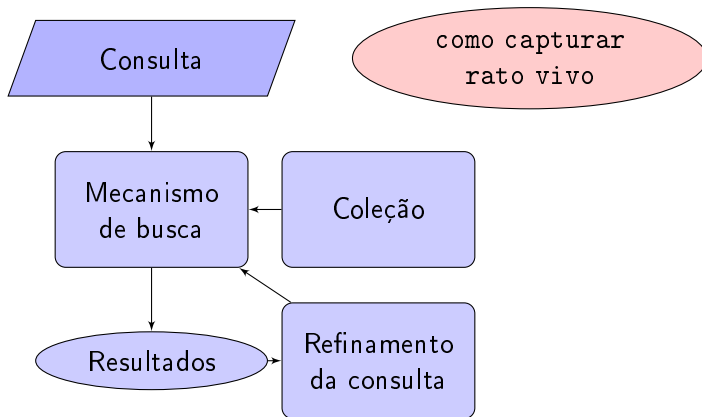 Consulta
como capturar
rato vivo
Mecanismo
de busca
Coleção
Resultados
Refinamento
da consulta